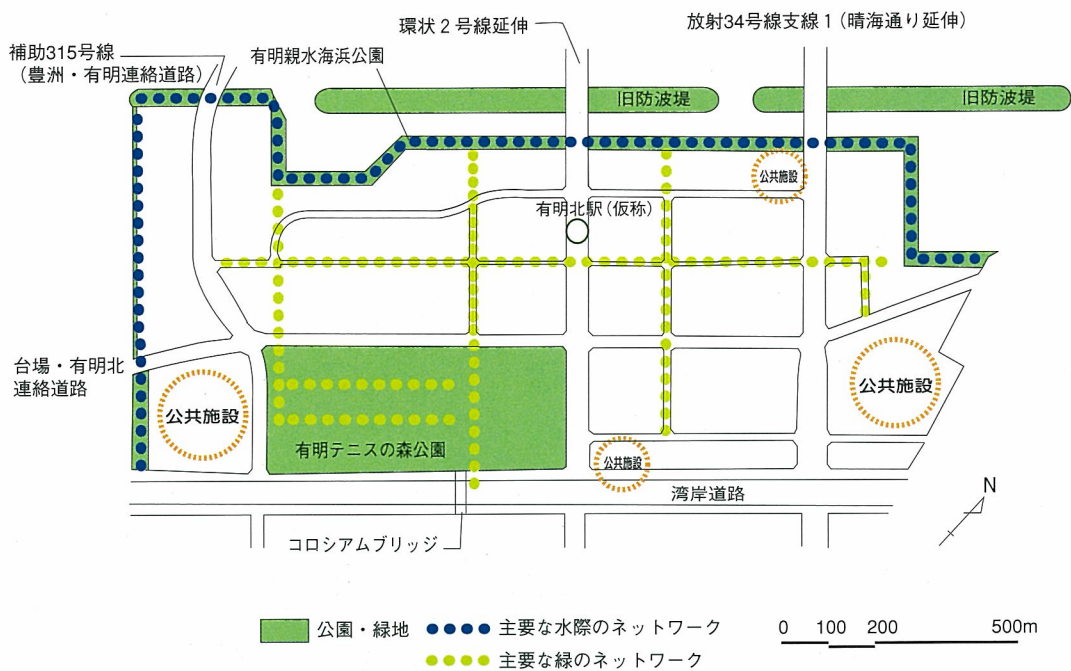 環状2号線延伸
放射34号線支線1(晴海通り延伸)
補助315号線
(豊洲・有明連絡道路)
有明親水海浜公園
旧防波堤
旧防波堤
公共施設
有明北駅(仮称)
台場・有明北
連絡道路
公共施設
公共施設
有明テニスの森公園
公共施設
湾岸道路
N
コロシアムブリッジ
公園・緑地
主要な水際のネットワーク
主要な緑のネットワーク
0 100 200 500m